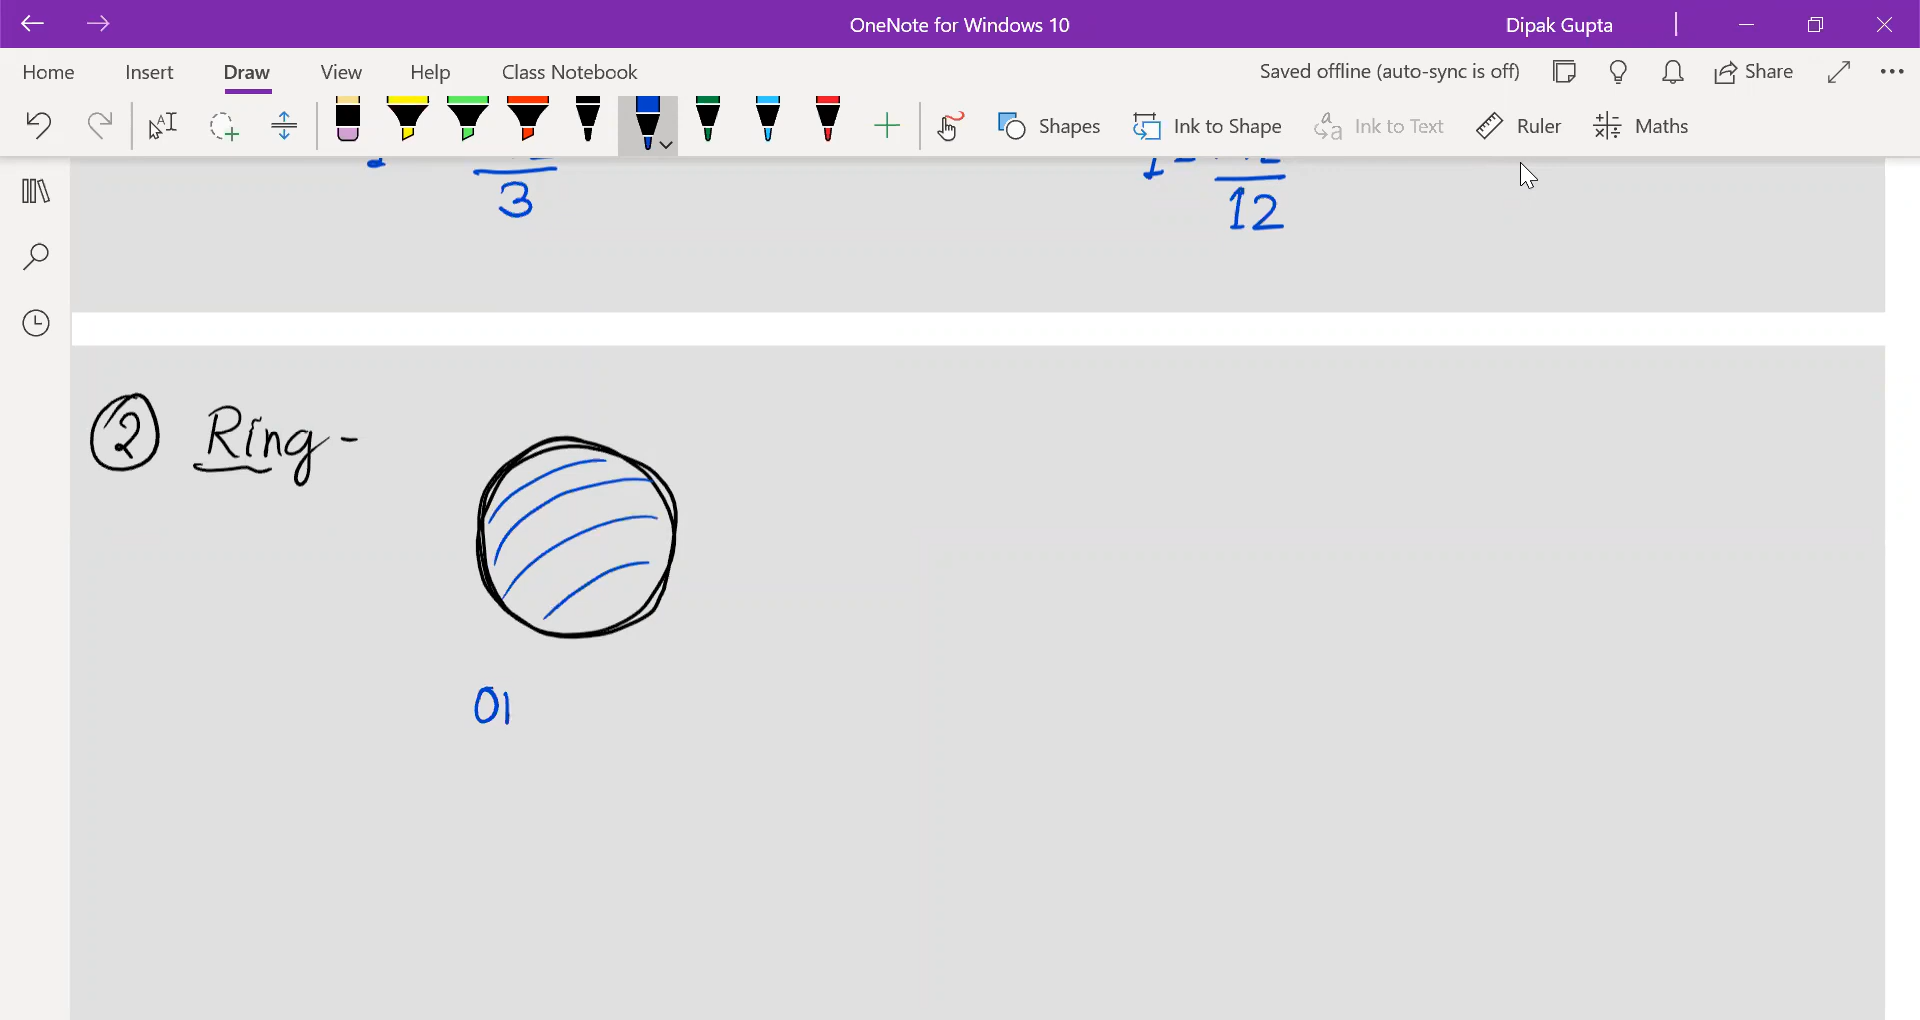 OneNote for Windows 10
Dipak Gupta
Home Insert Draw View Help Class Notebook
Saved offline (auto-sync is off) Share
Shapes Ink to Shape Ink to Text Ruler Maths
3
12
2 Ring -
01